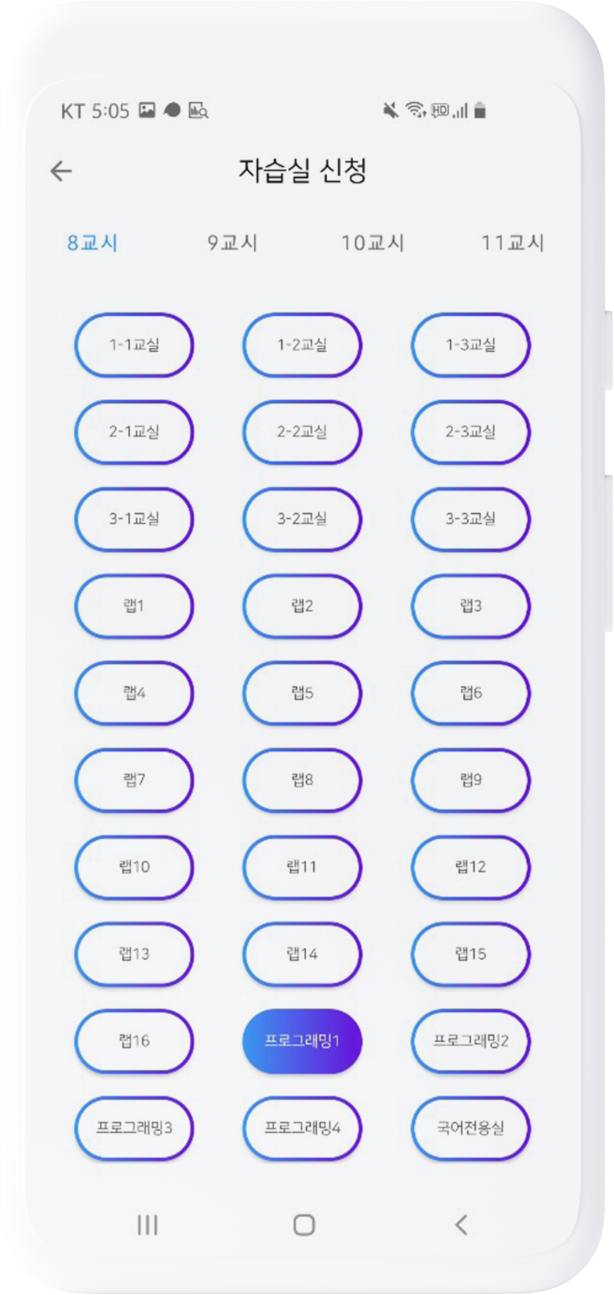 KT 5:05
자습실 신청
8교시 9교시 10교시 11교시
1-1교실 1-2교실 1-3교실
2-1교실 2-2교실 2-3교실
3-1교실 3-2교실 3-3교실
랩1 랩2 랩3
랩4 랩5 랩6
랩7 랩8 랩9
랩10 랩11 랩12
랩13 랩14 랩15
랩16 프로그래밍1 프로그래밍2
프로그래밍3 프로그래밍4 국어전용실